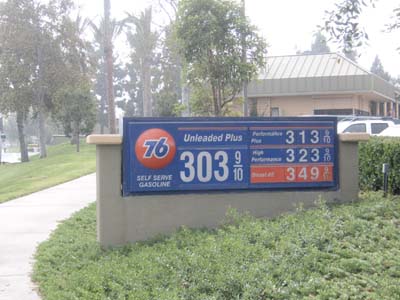 76
SELF SERVE
GASOLINE
Unleaded Plus
303 9/10
Performance
Plus
313 9/10
High
Performance
323 9/10
Diesel #2
349 9/10